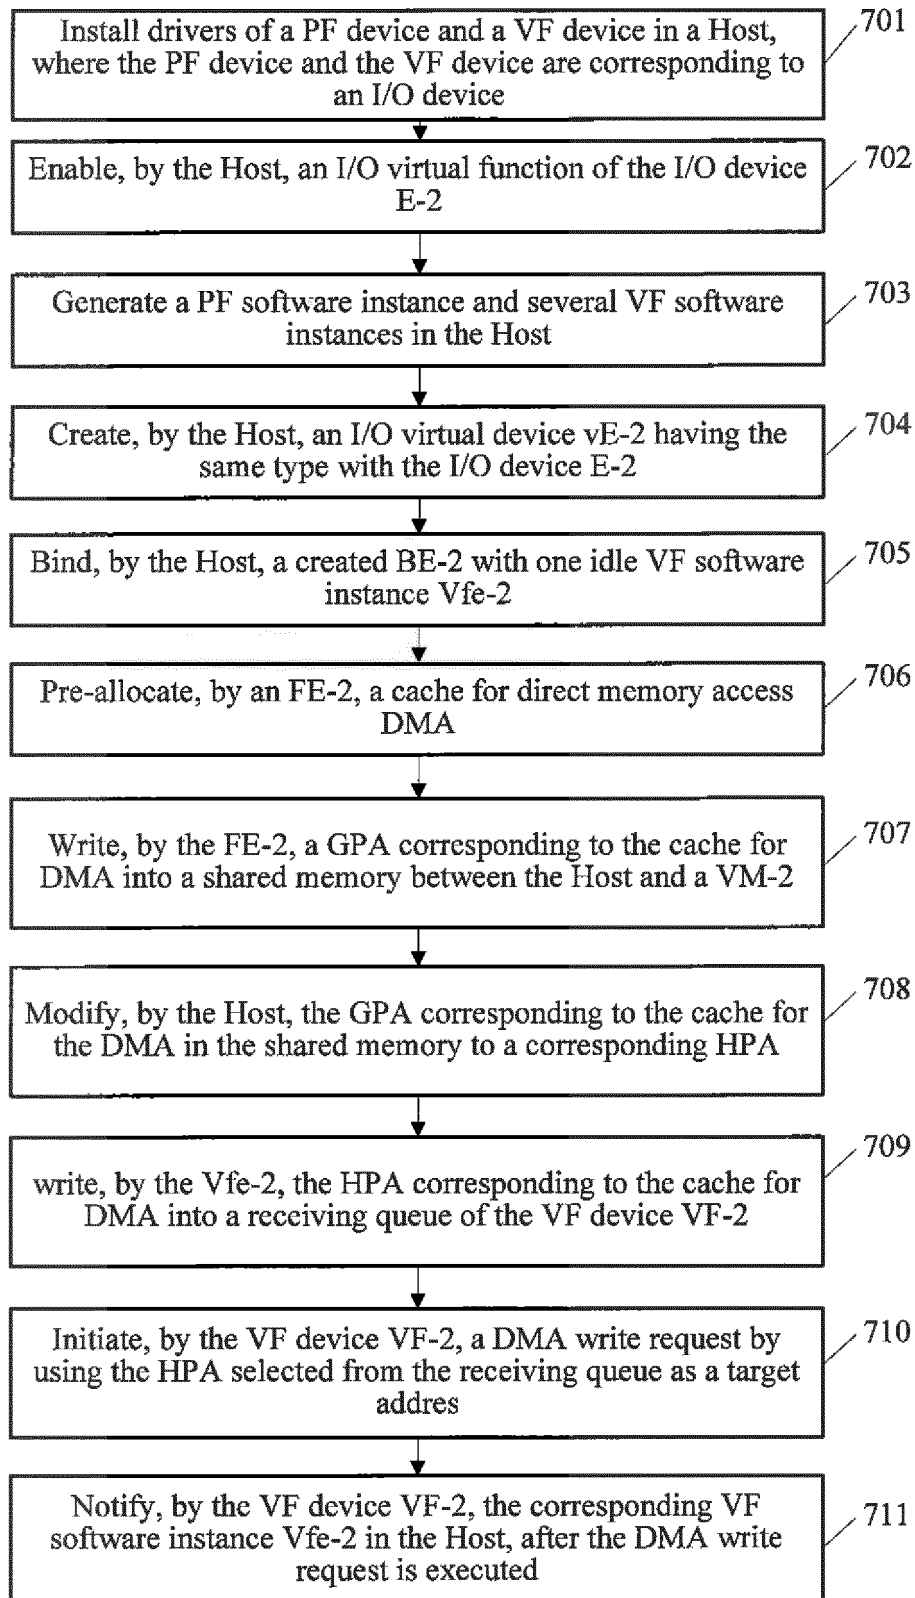 Install drivers of a PF device and a VF device in a Host,
where the PF device and the VF device are corresponding to
an I/O device
701
Enable, by the Host, an I/O virtual function of the I/O device
E-2
702
Generate a PF software instance and several VF software
instances in the Host
703
Create, by the Host, an I/O virtual device vE-2 having the
same type with the I/O device E-2
704
Bind, by the Host, a created BE-2 with one idle VF software
instance Vfe-2
705
Pre-allocate, by an FE-2, a cache for direct memory access
DMA
706
Write, by the FE-2, a GPA corresponding to the cache for
DMA into a shared memory between the Host and a VM-2
707
Modify, by the Host, the GPA corresponding to the cache for
the DMA in the shared memory to a corresponding HPA
708
write, by the Vfe-2, the HPA corresponding to the cache for
DMA into a receiving queue of the VF device VF-2
709
Initiate, by the VF device VF-2, a DMA write request by
using the HPA selected from the receiving queue as a target
addres
710
Notify, by the VF device VF-2, the corresponding VF
software instance Vfe-2 in the Host, after the DMA write
request is executed
711